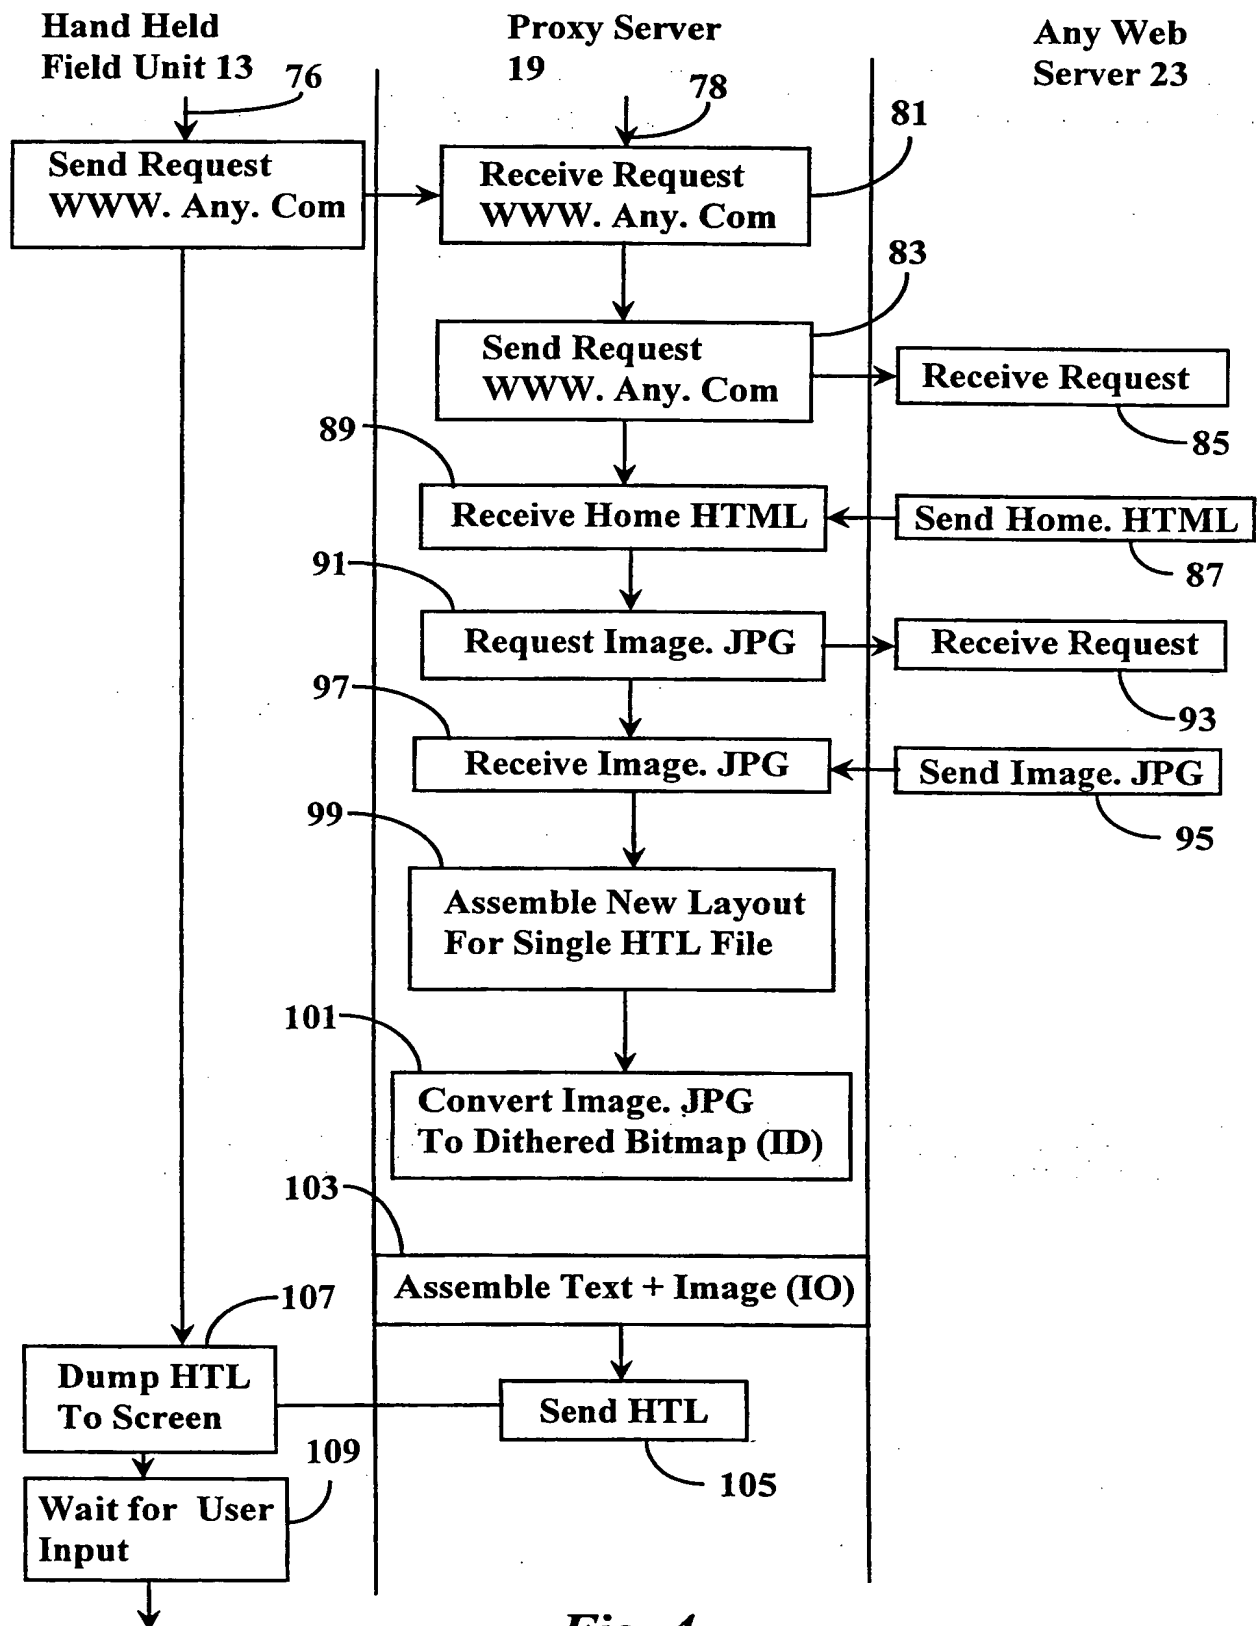 Hand Held
Field Unit 13
76
Proxy Server
19
78
Any Web
Server 23
81
Send Request
WWW. Any. Com
Receive Request
WWW. Any. Com
83
Send Request
WWW. Any. Com
Receive Request
85
89
Receive Home HTML
Send Home. HTML
87
91
Request Image. JPG
Receive Request
93
97
Receive Image. JPG
Send Image. JPG
95
99
Assemble New Layout
For Single HTL File
101
Convert Image. JPG
To Dithered Bitmap (ID)
103
Assemble Text + Image (IO)
107
Dump HTL
To Screen
Send HTL
105
109
Wait for User
Input
Fig. 4